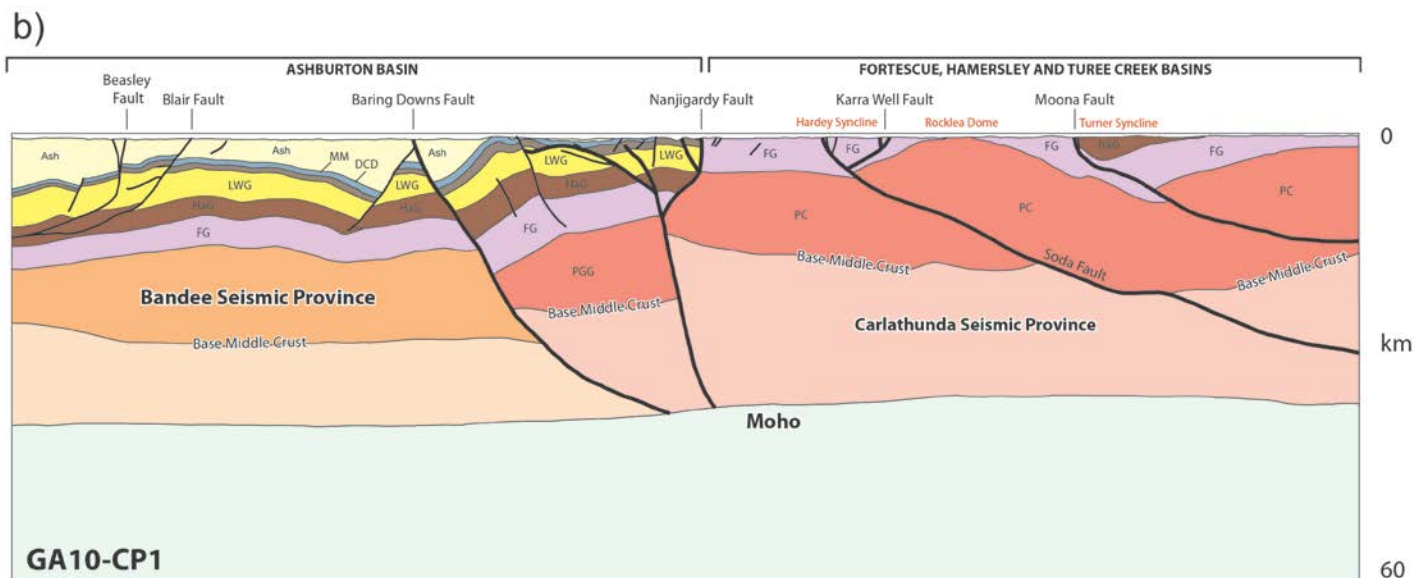 b)
ASHBURTON BASIN
FORTESCUE, HAMERSLEY AND TUREE CREEK BASINS
Beasley
Fault
Blair Fault
Baring Downs Fault
Nanjigardy Fault
Karra Well Fault
Moona Fault
Hardey Syncline
Rocklea Dome
Turner Syncline
0
Ash
Ash
MM
DCD
Ash
LWG
LWG
LWG
LWG
HaG
HaG
HaG
HaG
FG
FG
FG
FG
FG
FG
PC
PC
PC
PGG
Bandee Seismic Province
Base Middle Crust
Base Middle Crust
Base Middle Crust
Soda Fault
Base Middle Crust
Carlathunda Seismic Province
km
Moho
GA10-CP1
60